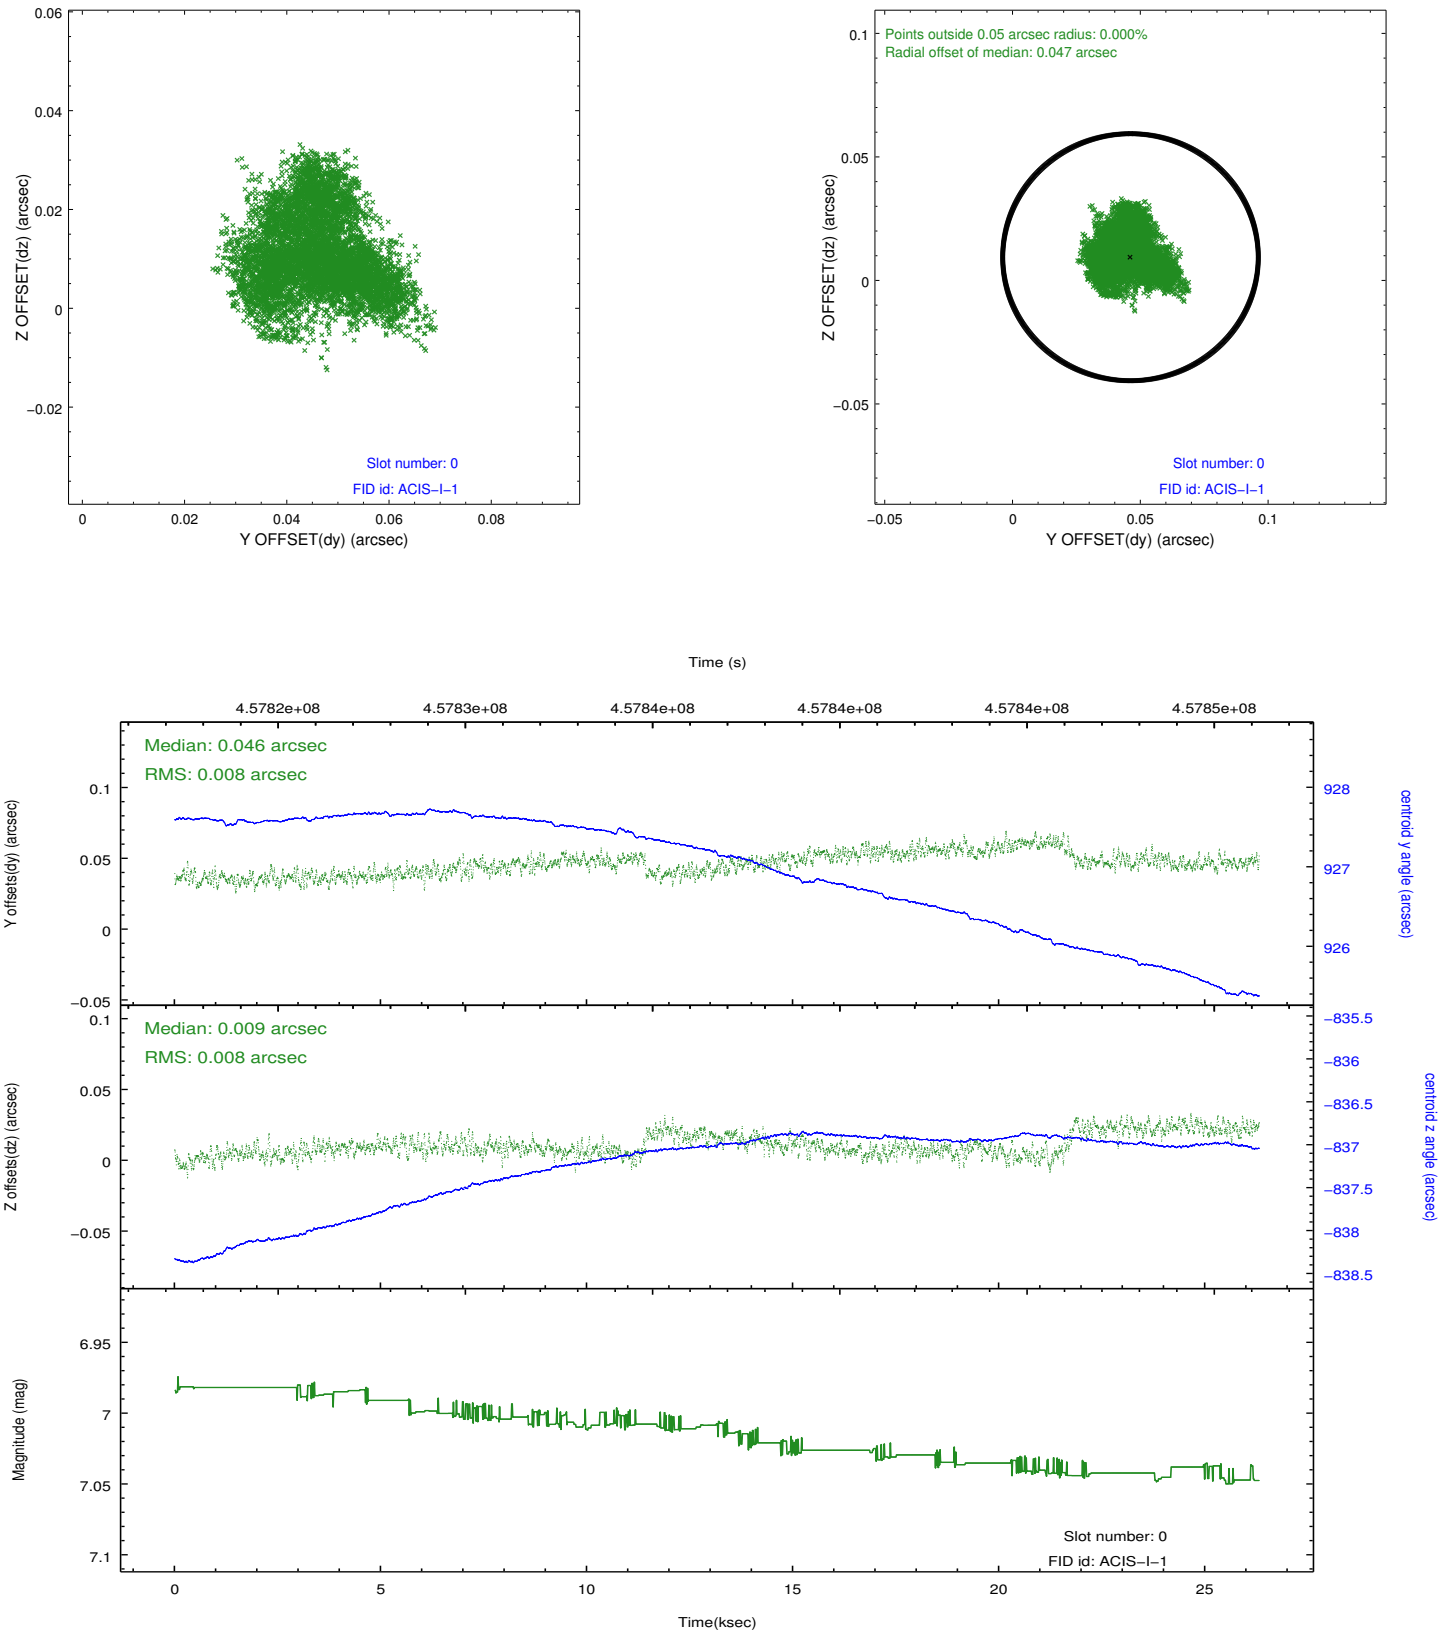 0.06
0.04
0.02
0
−0.02
Z OFFSET(dz) (arcsec)
Slot number: 0
FID id: ACIS−I−1
0 0.02 0.04 0.06 0.08
Y OFFSET(dy) (arcsec)
0.1
0.05
0
−0.05
Z OFFSET(dz) (arcsec)
Points outside 0.05 arcsec radius: 0.000%
Radial offset of median: 0.047 arcsec
Slot number: 0
FID id: ACIS−I−1
−0.05 0 0.05 0.1
Y OFFSET(dy) (arcsec)
Time (s)
4.5782e+08 4.5783e+08 4.5784e+08 4.5784e+08 4.5784e+08 4.5785e+08
Median: 0.046 arcsec
RMS: 0.008 arcsec
0.1
0.05
0
−0.05
Y offsets(dy) (arcsec)
928
927
926
centroid y angle (arcsec)
Median: 0.009 arcsec
RMS: 0.008 arcsec
0.1
0.05
0
−0.05
Z offsets(dz) (arcsec)
−835.5
−836
−836.5
−837
−837.5
−838
−838.5
centroid z angle (arcsec)
6.95
7
7.05
7.1
Magnitude (mag)
Slot number: 0
FID id: ACIS−I−1
0 5 10 15 20 25
Time(ksec)